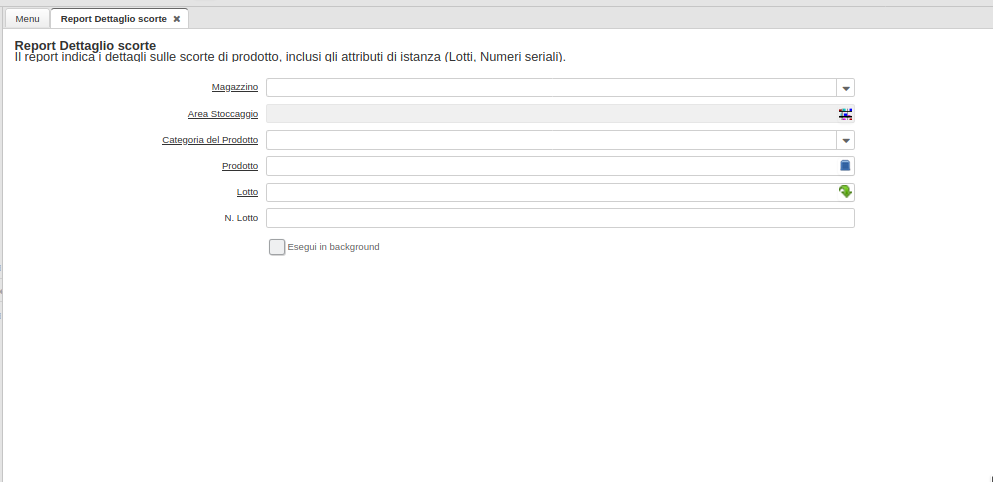 Menu
Report Dettaglio scorte
Report Dettaglio scorte
Il report indica i dettagli sulle scorte di prodotto, inclusi gli attributi di istanza (Lotti, Numeri seriali).
Magazzino
Area Stoccaggio
Categoria del Prodotto
Prodotto
Lotto
N. Lotto
Esegui in background